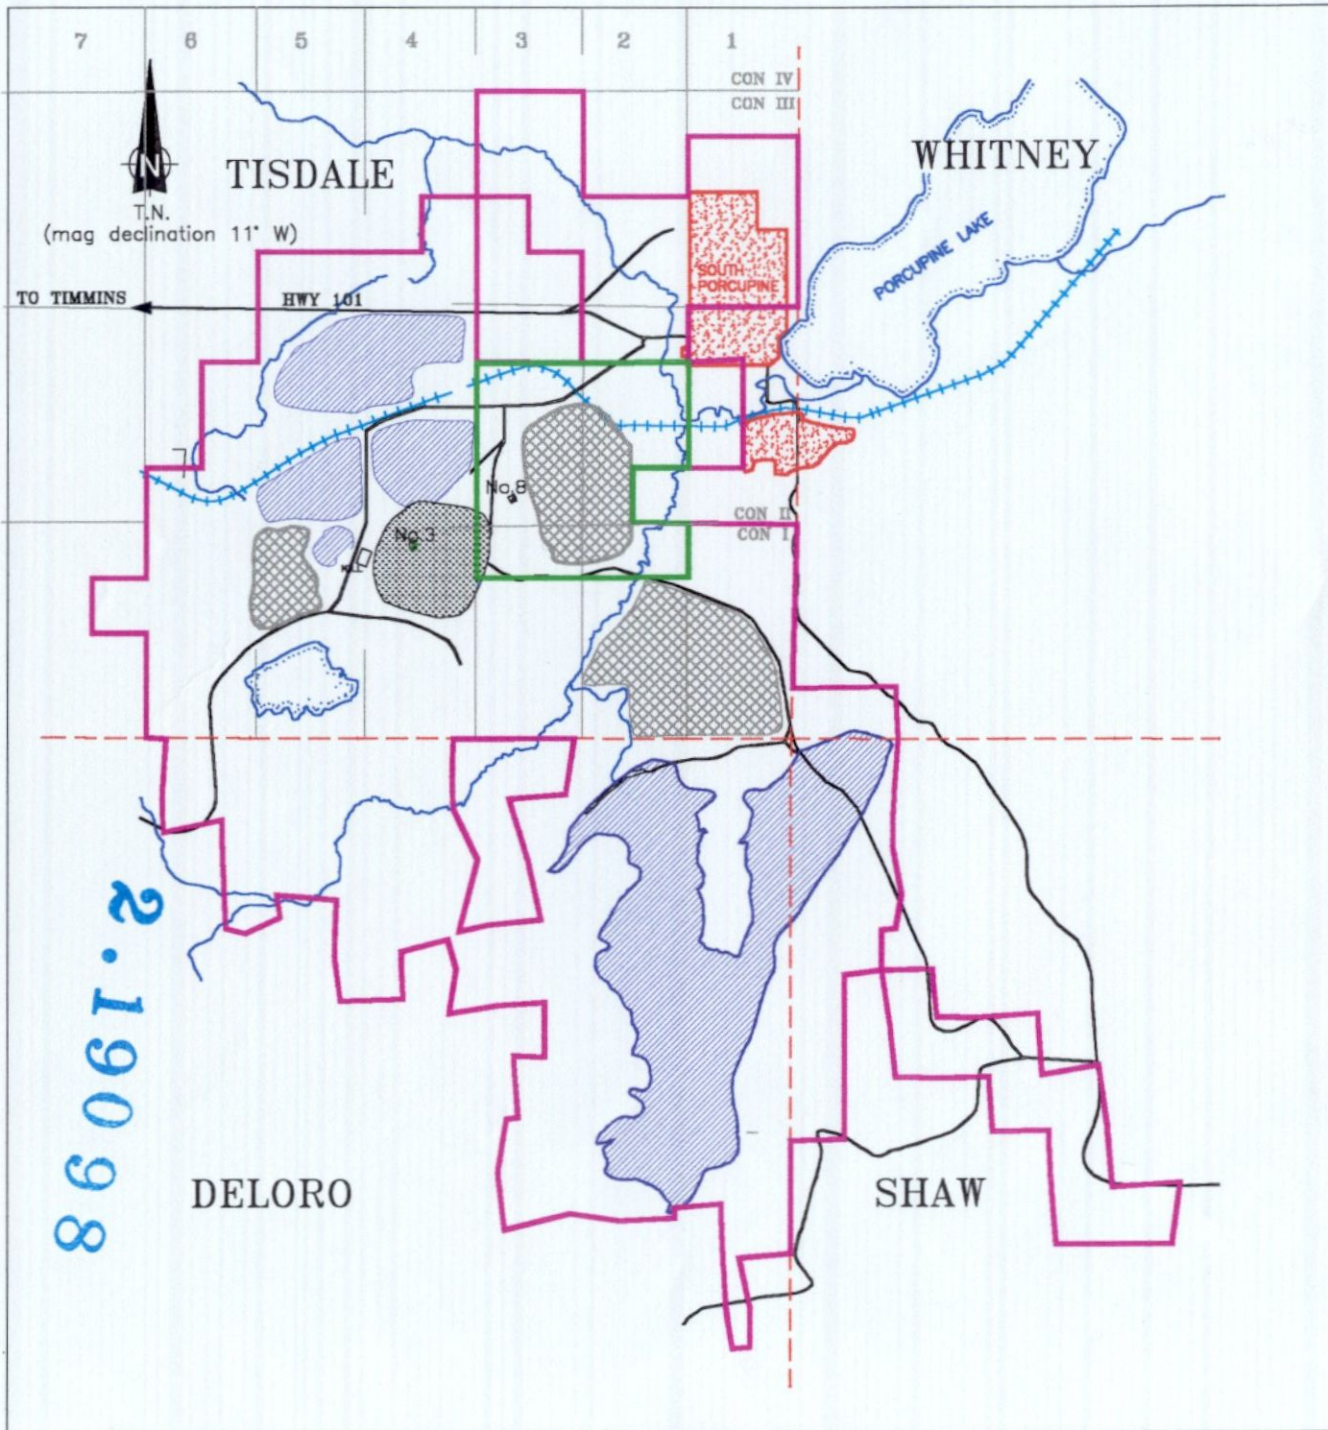 7 6 5 4 3 2 1
CON IV
CON III
N
TISDALE
WHITNEY
T.N.
(mag declination 11° W)
PORCUPINE LAKE
SOUTH
PORCUPINE
TO TIMMINS
HWY 101
No.8
CON II
CON I
No.3
2.19098
DELORO
SHAW